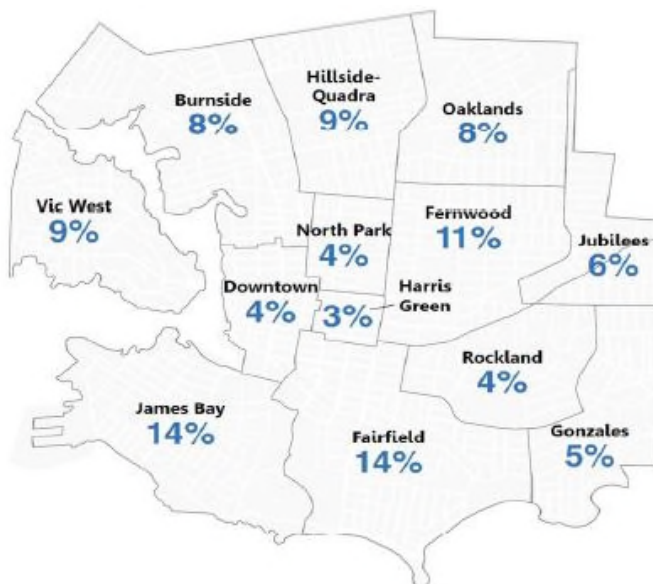 Hillside-
Quadra
9%
Burnside
8%
Oaklands
8%
Vic West
9%
North Park
4%
Fernwood
11%
Jubilees
6%
Downtown
4%
3%
Harris
Green
Rockland
4%
James Bay
14%
Fairfield
14%
Gonzales
5%